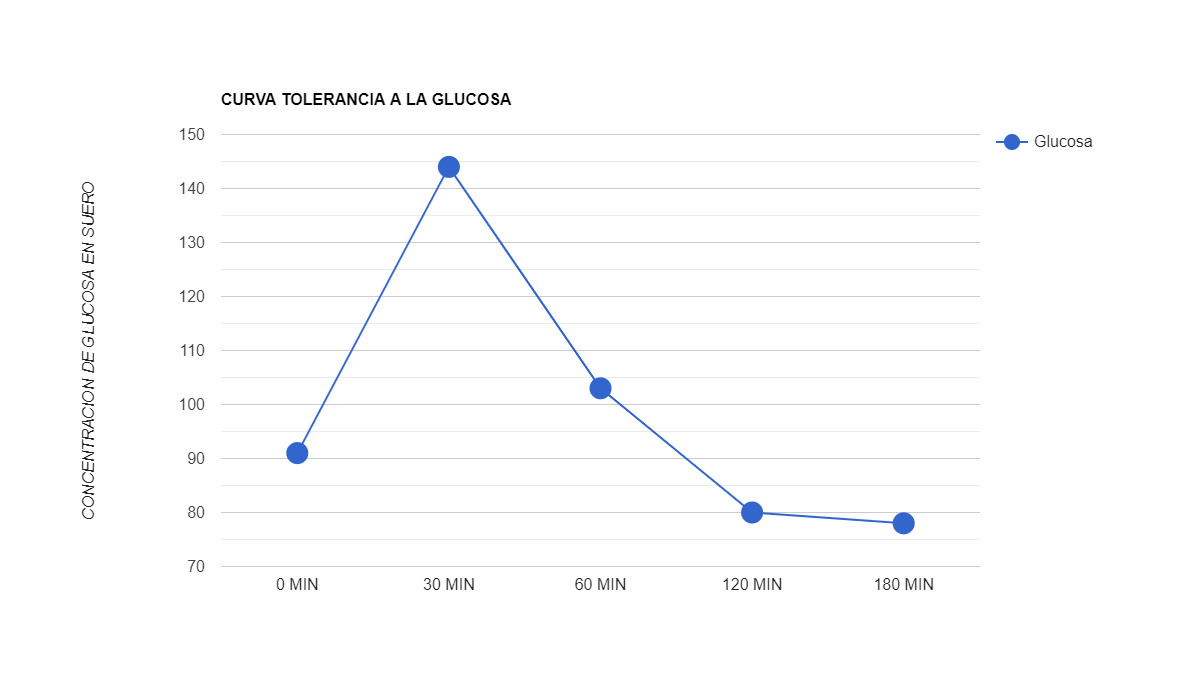 CURVA TOLERANCIA A LA GLUCOSA
CONCENTRACION DE GLUCOSA EN SUERO
150
140
130
120
110
100
90
80
70
0 MIN
30 MIN
60 MIN
120 MIN
180 MIN
Glucosa